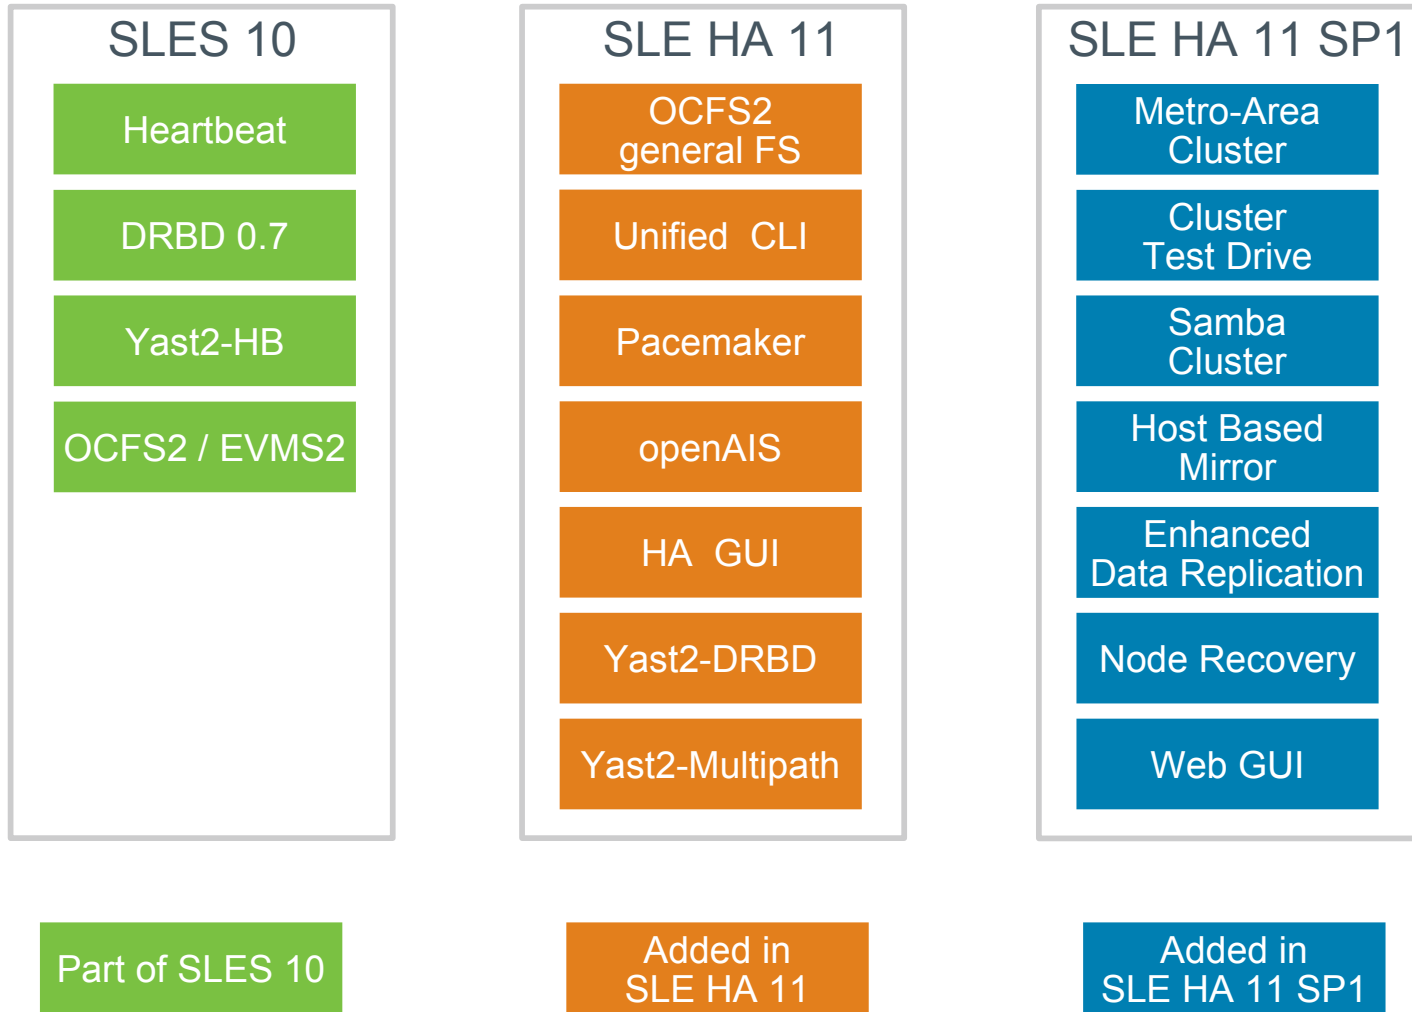 SLES 10
Heartbeat
DRBD 0.7
Yast2-HB
OCFS2 / EVMS2
SLE HA 11
OCFS2
general FS
Unified CLI
Pacemaker
openAIS
HA GUI
Yast2-DRBD
Yast2-Multipath
SLE HA 11 SP1
Metro-Area
Cluster
Cluster
Test Drive
Samba
Cluster
Host Based
Mirror
Enhanced
Data Replication
Node Recovery
Web GUI
Part of SLES 10
Added in
SLE HA 11
Added in
SLE HA 11 SP1